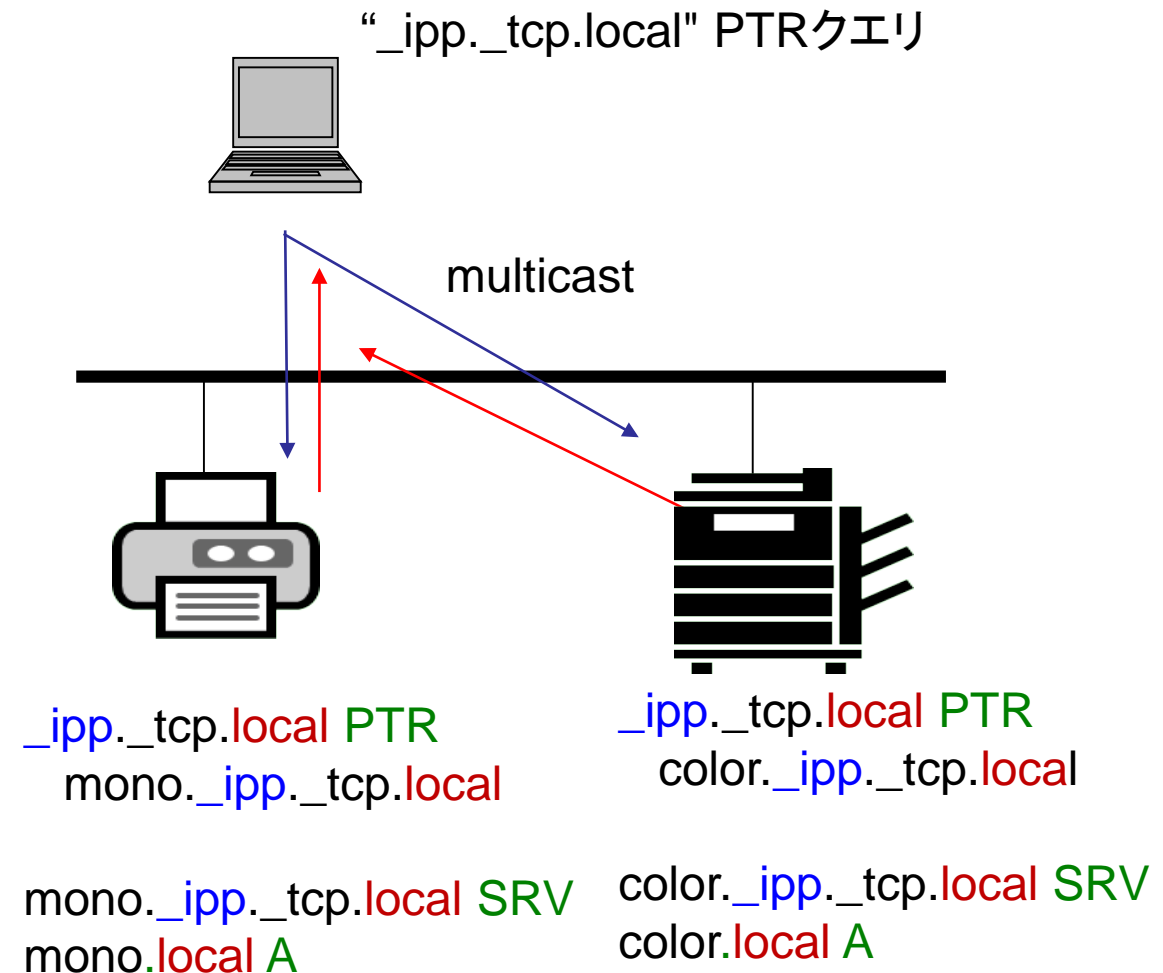 “_ipp._tcp.local" PTRクエリ
multicast
_ipp._tcp.local PTR
mono._ipp._tcp.local
mono._ipp._tcp.local SRV
mono.local A
_ipp._tcp.local PTR
color._ipp._tcp.local
color._ipp._tcp.local SRV
color.local A